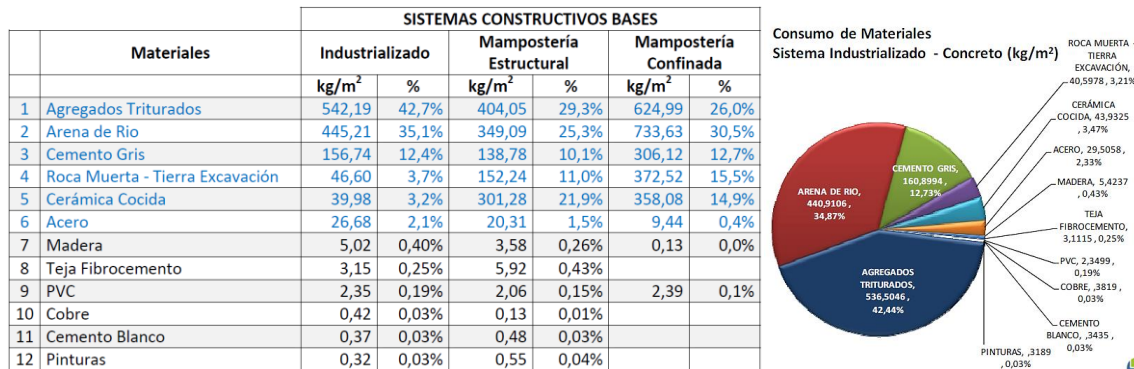 SISTEMAS CONSTRUCTIVOS BASES
Materiales Industrializado Mampostería Estructural Mampostería Confinada
kg/m² % kg/m² % kg/m² %
1 Agregados Triturados 542,19 42,7% 404,05 29,3% 624,99 26,0%
2 Arena de Rio 445,21 35,1% 349,09 25,3% 733,63 30,5%
3 Cemento Gris 156,74 12,4% 138,78 10,1% 306,12 12,7%
4 Roca Muerta - Tierra Excavación 46,60 3,7% 152,24 11,0% 372,52 15,5%
5 Cerámica Cocida 39,98 3,2% 301,28 21,9% 358,08 14,9%
6 Acero 26,68 2,1% 20,31 1,5% 9,44 0,4%
7 Madera 5,02 0,40% 3,58 0,26% 0,13 0,0%
8 Teja Fibrocemento 3,15 0,25% 5,92 0,43%
9 PVC 2,35 0,19% 2,06 0,15% 2,39 0,1%
10 Cobre 0,42 0,03% 0,13 0,01%
11 Cemento Blanco 0,37 0,03% 0,48 0,03%
12 Pinturas 0,32 0,03% 0,55 0,04%
Consumo de Materiales
Sistema Industrializado - Concreto (kg/m²)
ROCA MUERTA -
TIERRA
EXCAVACIÓN,
40,5978 , 3,21%
CERÁMICA
COCIDA, 43,9325
, 3,47%
ACERO, 29,5058 ,
2,33%
MADERA, 5,4237
, 0,43%
TEJA
FIBROCEMENTO,
3,1115 , 0,25%
PVC, 2,3499 ,
0,19%
COBRE, ,3819 ,
0,03%
CEMENTO
BLANCO, ,3435 ,
0,03%
PINTURAS, ,3189
, 0,03%
CEMENTO GRIS,
160,8994 ,
12,73%
ARENA DE RIO,
440,9106 ,
34,87%
AGREGADOS
TRITURADOS,
536,5046 ,
42,44%